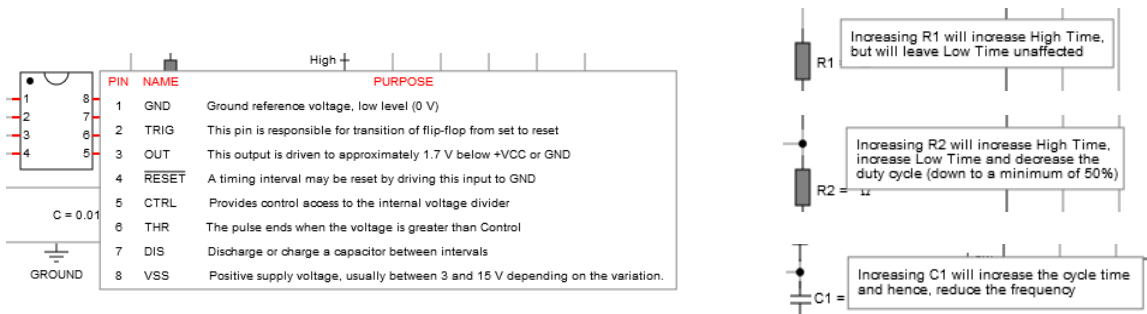 High
1
2
3
4
8
7
6
5
C = 0.01
GROUND
PIN NAME PURPOSE
1 GND Ground reference voltage, low level (0 V)
2 TRIG This pin is responsible for transition of flip-flop from set to reset
3 OUT This output is driven to approximately 1.7 V below +VCC or GND
4 RESET A timing interval may be reset by driving this input to GND
5 CTRL Provides control access to the internal voltage divider
6 THR The pulse ends when the voltage is greater than Control
7 DIS Discharge or charge a capacitor between intervals
8 VSS Positive supply voltage, usually between 3 and 15 V depending on the variation.
R1 =
Increasing R1 will increase High Time,
but will leave Low Time unaffected
R2 =
Increasing R2 will increase High Time,
increase Low Time and decrease the
duty cycle (down to a minimum of 50%)
C1 =
Increasing C1 will increase the cycle time
and hence, reduce the frequency